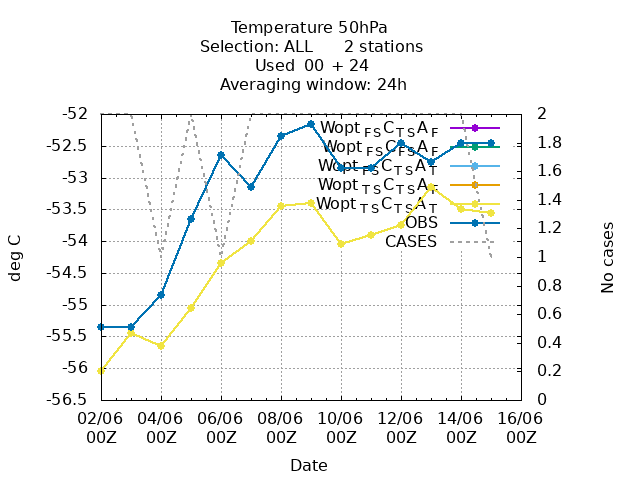 Temperature 50hPa
Selection: ALL 2 stations
Used 00 + 24
Averaging window: 24h
-52
-52.5
-53
-53.5
-54
-54.5
-55
-55.5
-56
-56.5
deg C
Wopt FS C TS A F
Wopt FS C FS A F
Wopt FS C TS A T
Wopt TS C TS A F
Wopt TS C TS A T
OBS
CASES
2
1.8
1.6
1.4
1.2
1
0.8
0.6
0.4
0.2
0
No cases
02/06 04/06 06/06 08/06 10/06 12/06 14/06 16/06
00Z 00Z 00Z 00Z 00Z 00Z 00Z 00Z
Date